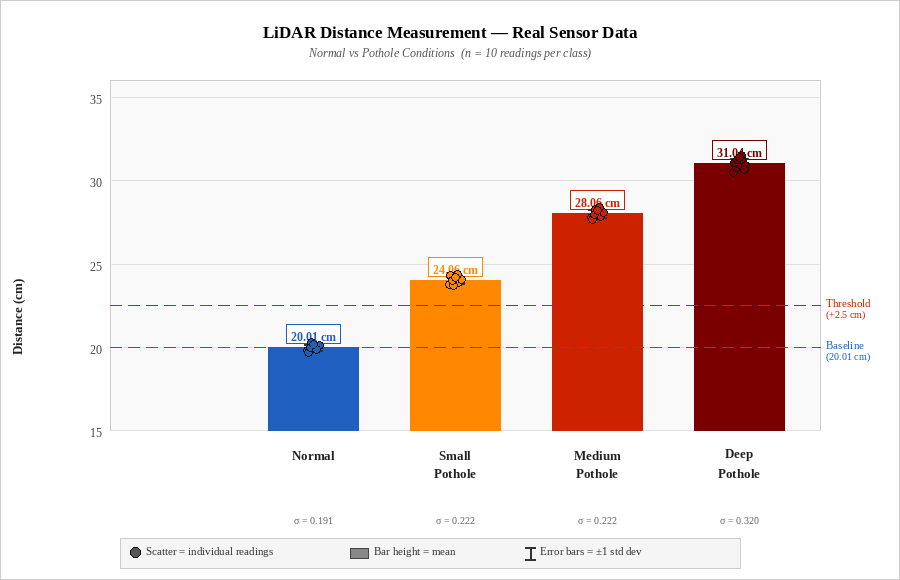 LiDAR Distance Measurement — Real Sensor Data
Normal vs Pothole Conditions (n = 10 readings per class)
Distance (cm)
35
30
25
20
15
20.01 cm
24.06 cm
28.06 cm
31.04 cm
Threshold
(+2.5 cm)
Baseline
(20.01 cm)
Normal
Small
Pothole
Medium
Pothole
Deep
Pothole
σ = 0.191
σ = 0.222
σ = 0.222
σ = 0.320
Scatter = individual readings
Bar height = mean
Error bars = ±1 std dev